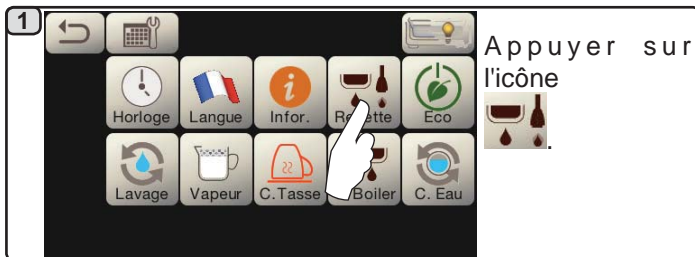 1
Appuyer sur
l'icône
.
Horloge Langue Infor. Recette Eco
Lavage Vapeur C.Tasse Boiler C. Eau